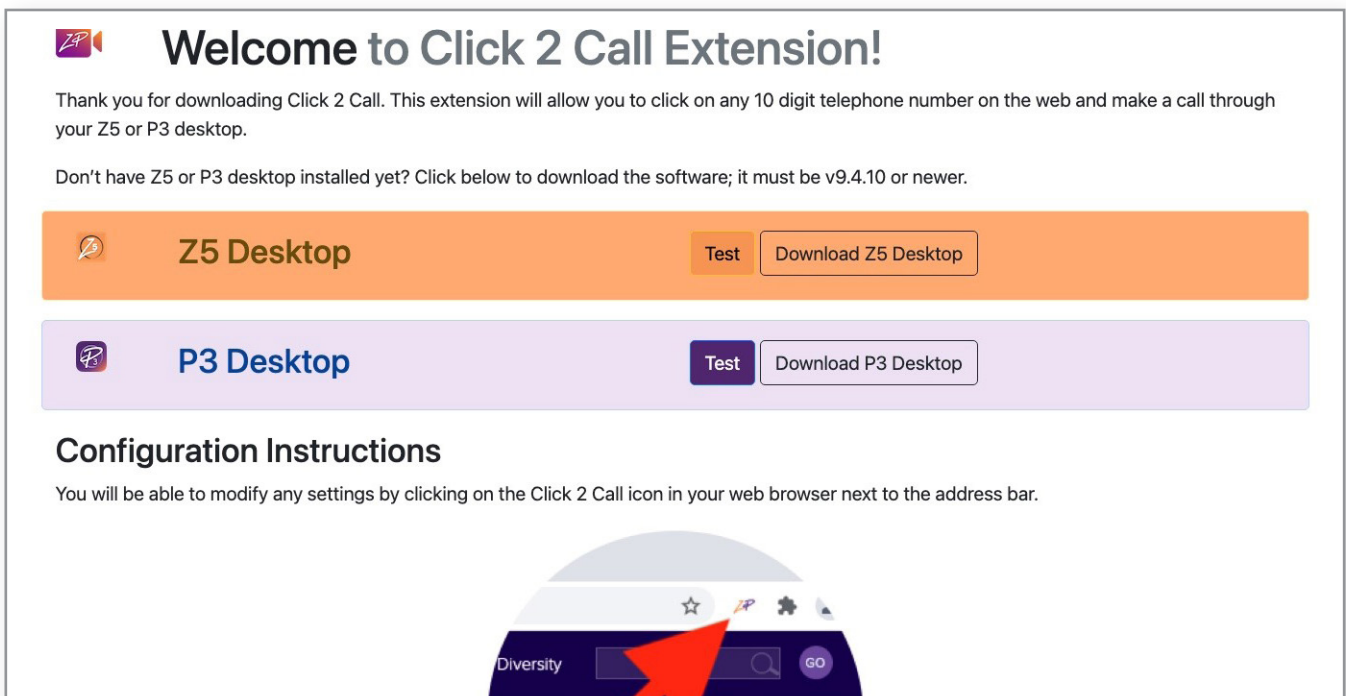 ZP
Welcome to Click 2 Call Extension!
Thank you for downloading Click 2 Call. This extension will allow you to click on any 10 digit telephone number on the web and make a call through
your Z5 or P3 desktop.
Don’t have Z5 or P3 desktop installed yet? Click below to download the software; it must be v9.4.10 or newer.
Z5 Z5 Desktop Test Download Z5 Desktop
P3 P3 Desktop Test Download P3 Desktop
Configuration Instructions
You will be able to modify any settings by clicking on the Click 2 Call icon in your web browser next to the address bar.
ZP
Diversity GO